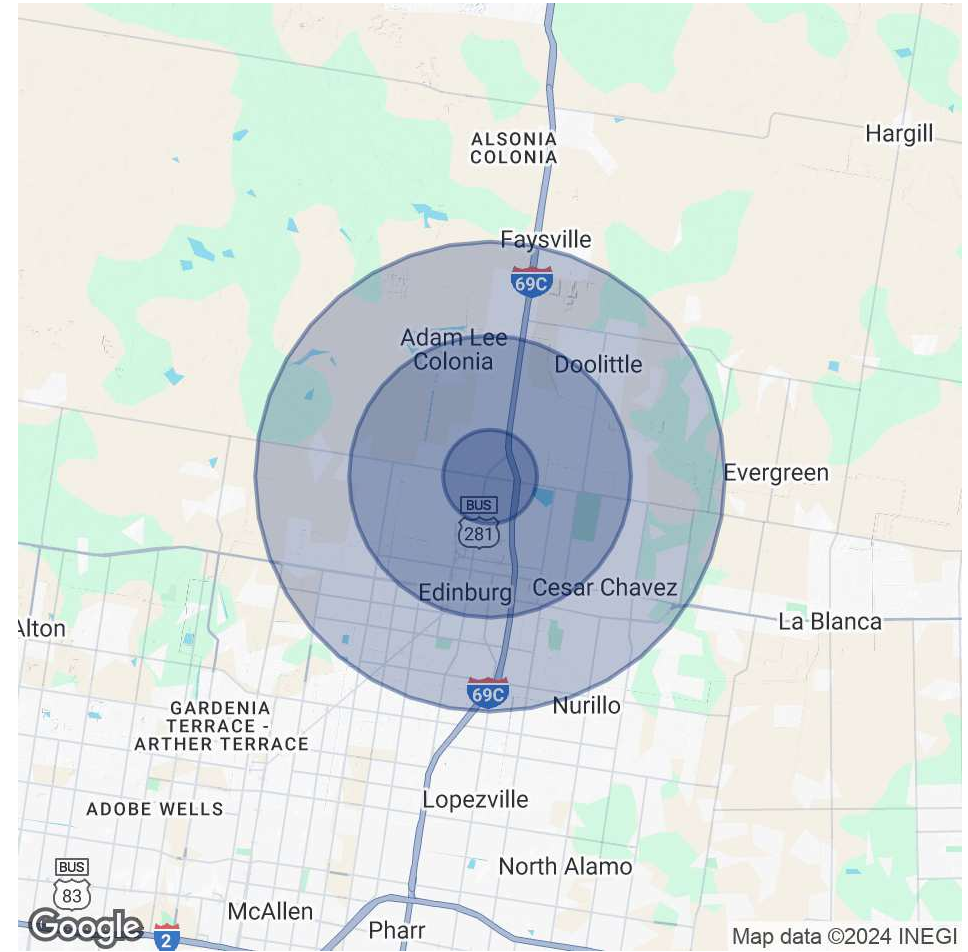 ALSONIA
COLONIA
Hargill
Faysville
69C
Adam Lee
Colonia
Doolittle
Evergreen
BUS
281
Edinburg
Cesar Chavez
La Blanca
Alton
69C
Nurillo
GARDENIA
TERRACE -
ARTHER TERRACE
Lopezville
ADOBE WELLS
North Alamo
BUS
83
McAllen
Pharr
Google
2
Map data ©2024 INEGI